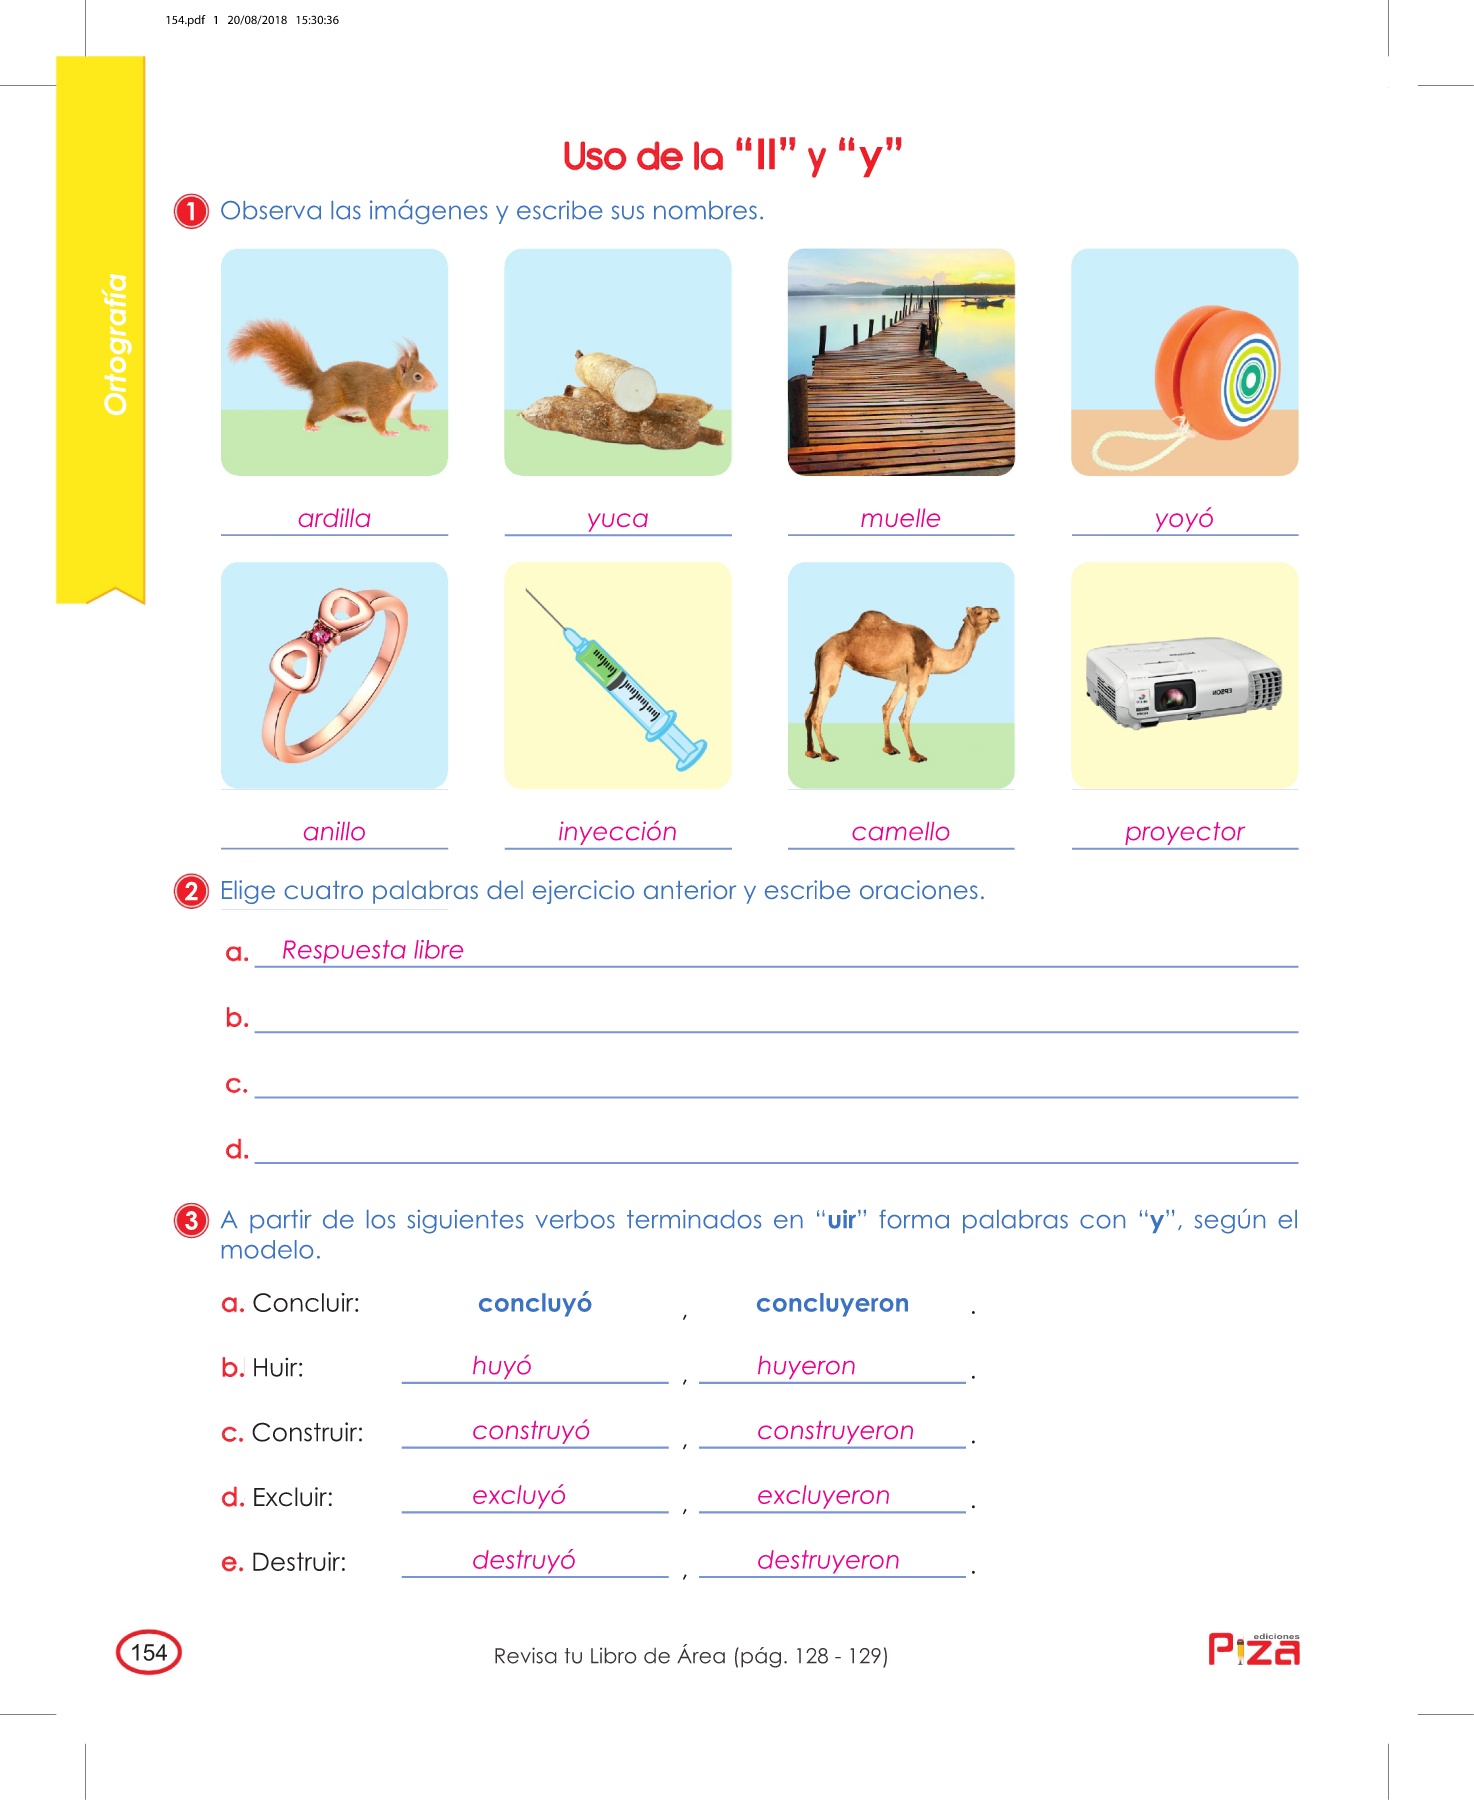 154.pdf 1 20/08/2018 15:30:36
Ortografía
Uso de la “ll” y “y”
1 Observa las imágenes y escribe sus nombres.
ardilla yuca muelle yoyó
EPSON
anillo inyección camello proyector
2 Elige cuatro palabras del ejercicio anterior y escribe oraciones.
a. Respuesta libre
b.
c.
d.
3 A partir de los siguientes verbos terminados en “uir” forma palabras con “y”, según el
modelo.
a. Concluir: concluyó , concluyeron .
b. Huir: huyó , huyeron .
c. Construir: construyó , construyeron .
d. Excluir: excluyó , excluyeron .
e. Destruir: destruyó , destruyeron .
154 Revisa tu Libro de Área (pág. 128 - 129) ediciones
Piza